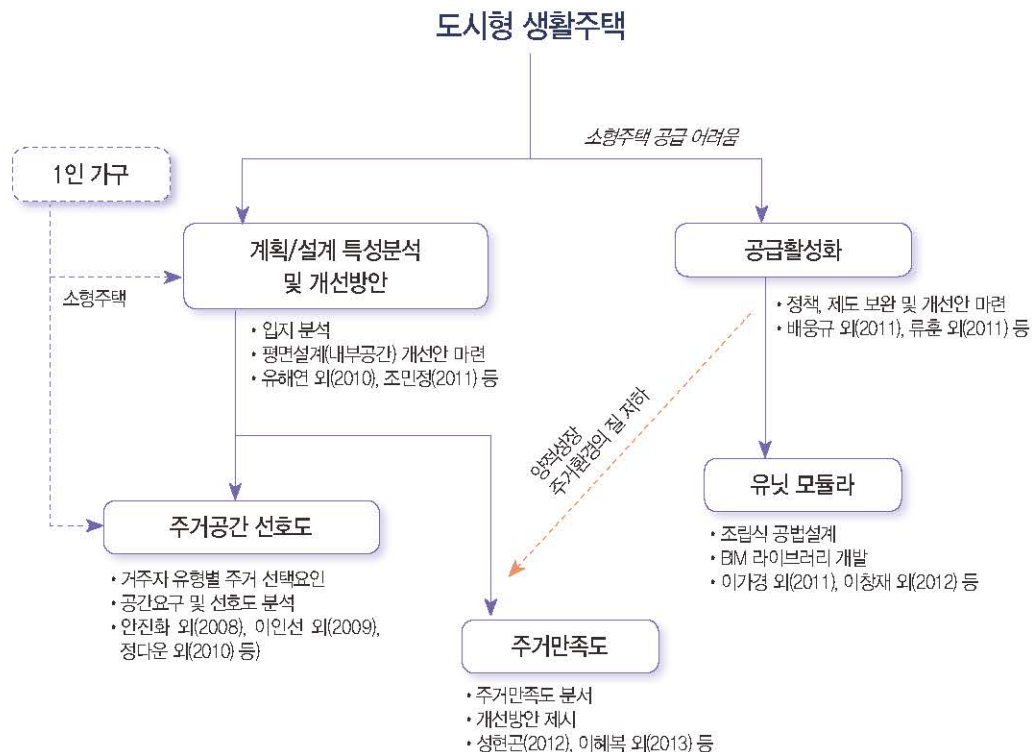 도시형 생활주택
소형주택 공급 어려움
1인 가구
계획/설계 특성분석
및 개선방안
공급활성화
소형주택
• 정책, 제도 보완 및 개선안 마련
• 배웅규 외(2011), 류훈 외(2011) 등
• 입지 분석
• 평면설계(내부공간) 개선안 마련
• 유해연 외(2010), 조민정(2011) 등
양적성장
주거환경의 질 저하
유닛 모듈라
주거공간 선호도
• 조립식 공법설계
• BIM 라이브러리 개발
• 이가경 외(2011), 이창재 외(2012) 등
• 거주자 유형별 주거 선택요인
• 공간요구 및 선호도 분석
• 안진화 외(2008), 이인선 외(2009),
정다운 외(2010) 등)
주거만족도
• 주거만족도 분서
• 개선방안 제시
• 성현곤(2012), 이혜복 외(2013) 등